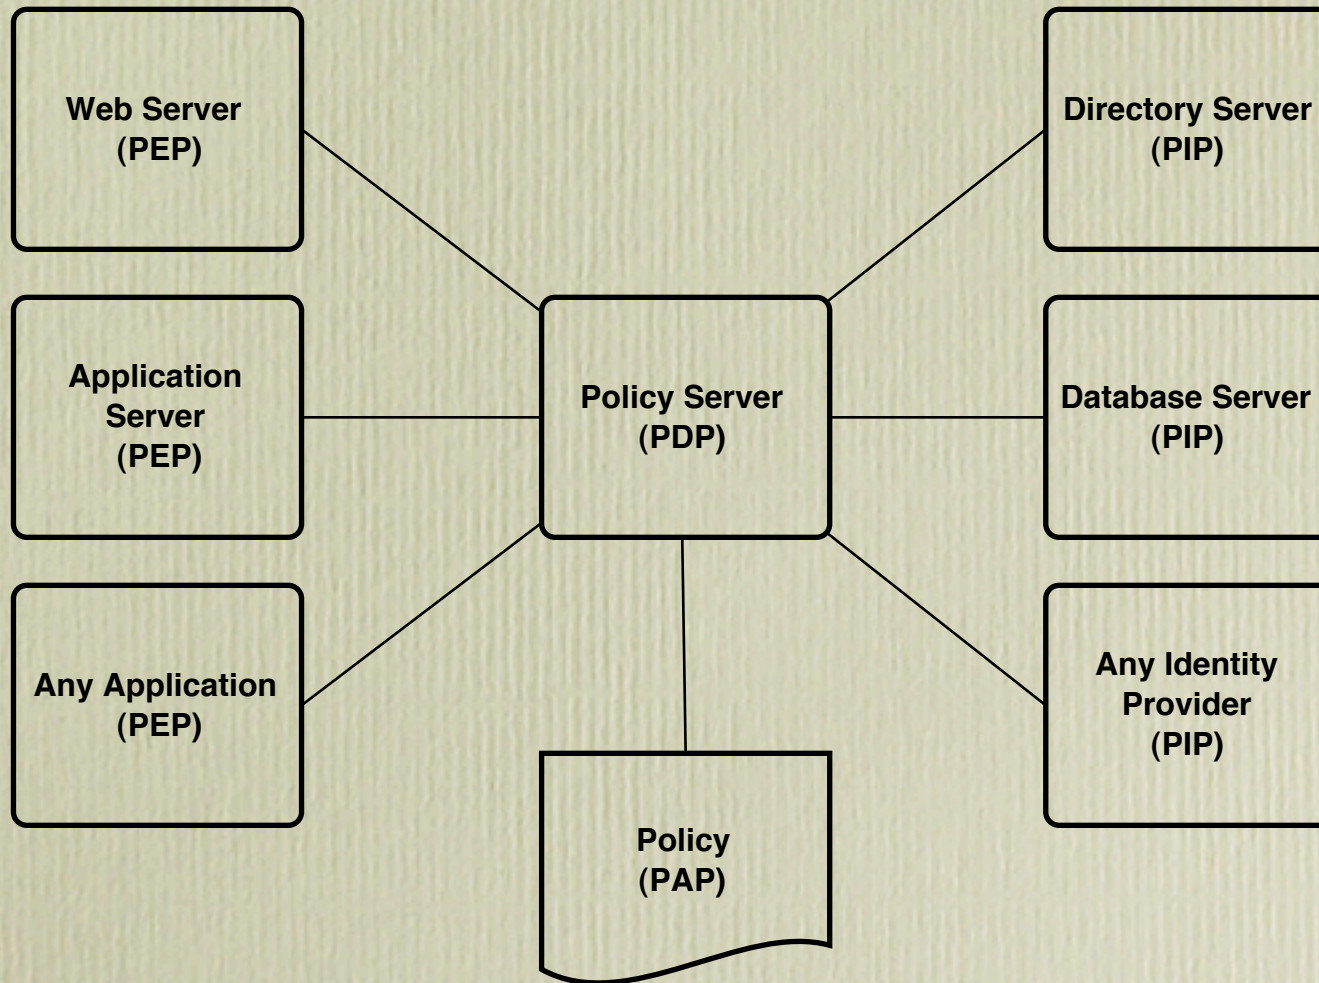 Web Server
(PEP)
Directory Server
(PIP)
Application
Server
(PEP)
Policy Server
(PDP)
Database Server
(PIP)
Any Application
(PEP)
Any Identity
Provider
(PIP)
Policy
(PAP)